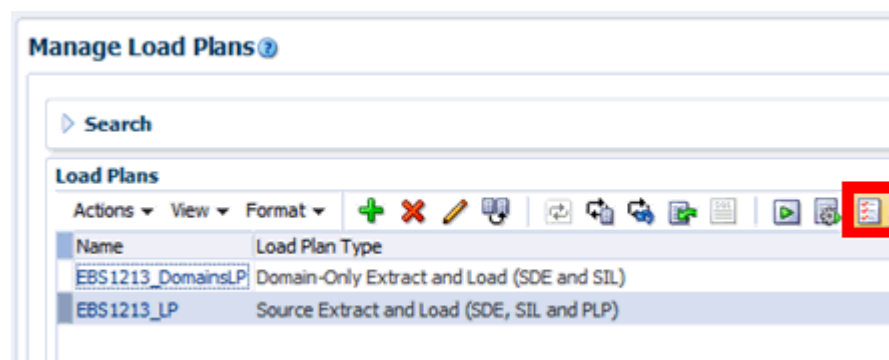 Manage Load Plans
Search
Load Plans
Actions View Format
Name Load Plan Type
EBS1213_DomainsLP Domain-Only Extract and Load (SDE and SIL)
EBS1213_LP Source Extract and Load (SDE, SIL and PLP)